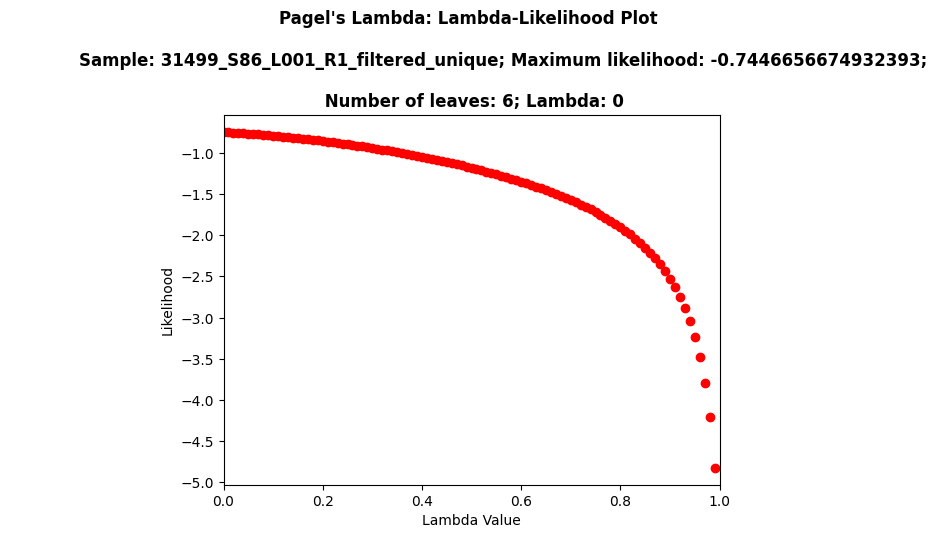 Pagel's Lambda: Lambda-Likelihood Plot
Sample: 31499_S86_L001_R1_filtered_unique; Maximum likelihood: -0.7446656674932393;
Number of leaves: 6; Lambda: 0
−1.0
−1.5
−2.0
−2.5
−3.0
−3.5
−4.0
−4.5
−5.0
Likelihood
0.0 0.2 0.4 0.6 0.8 1.0
Lambda Value